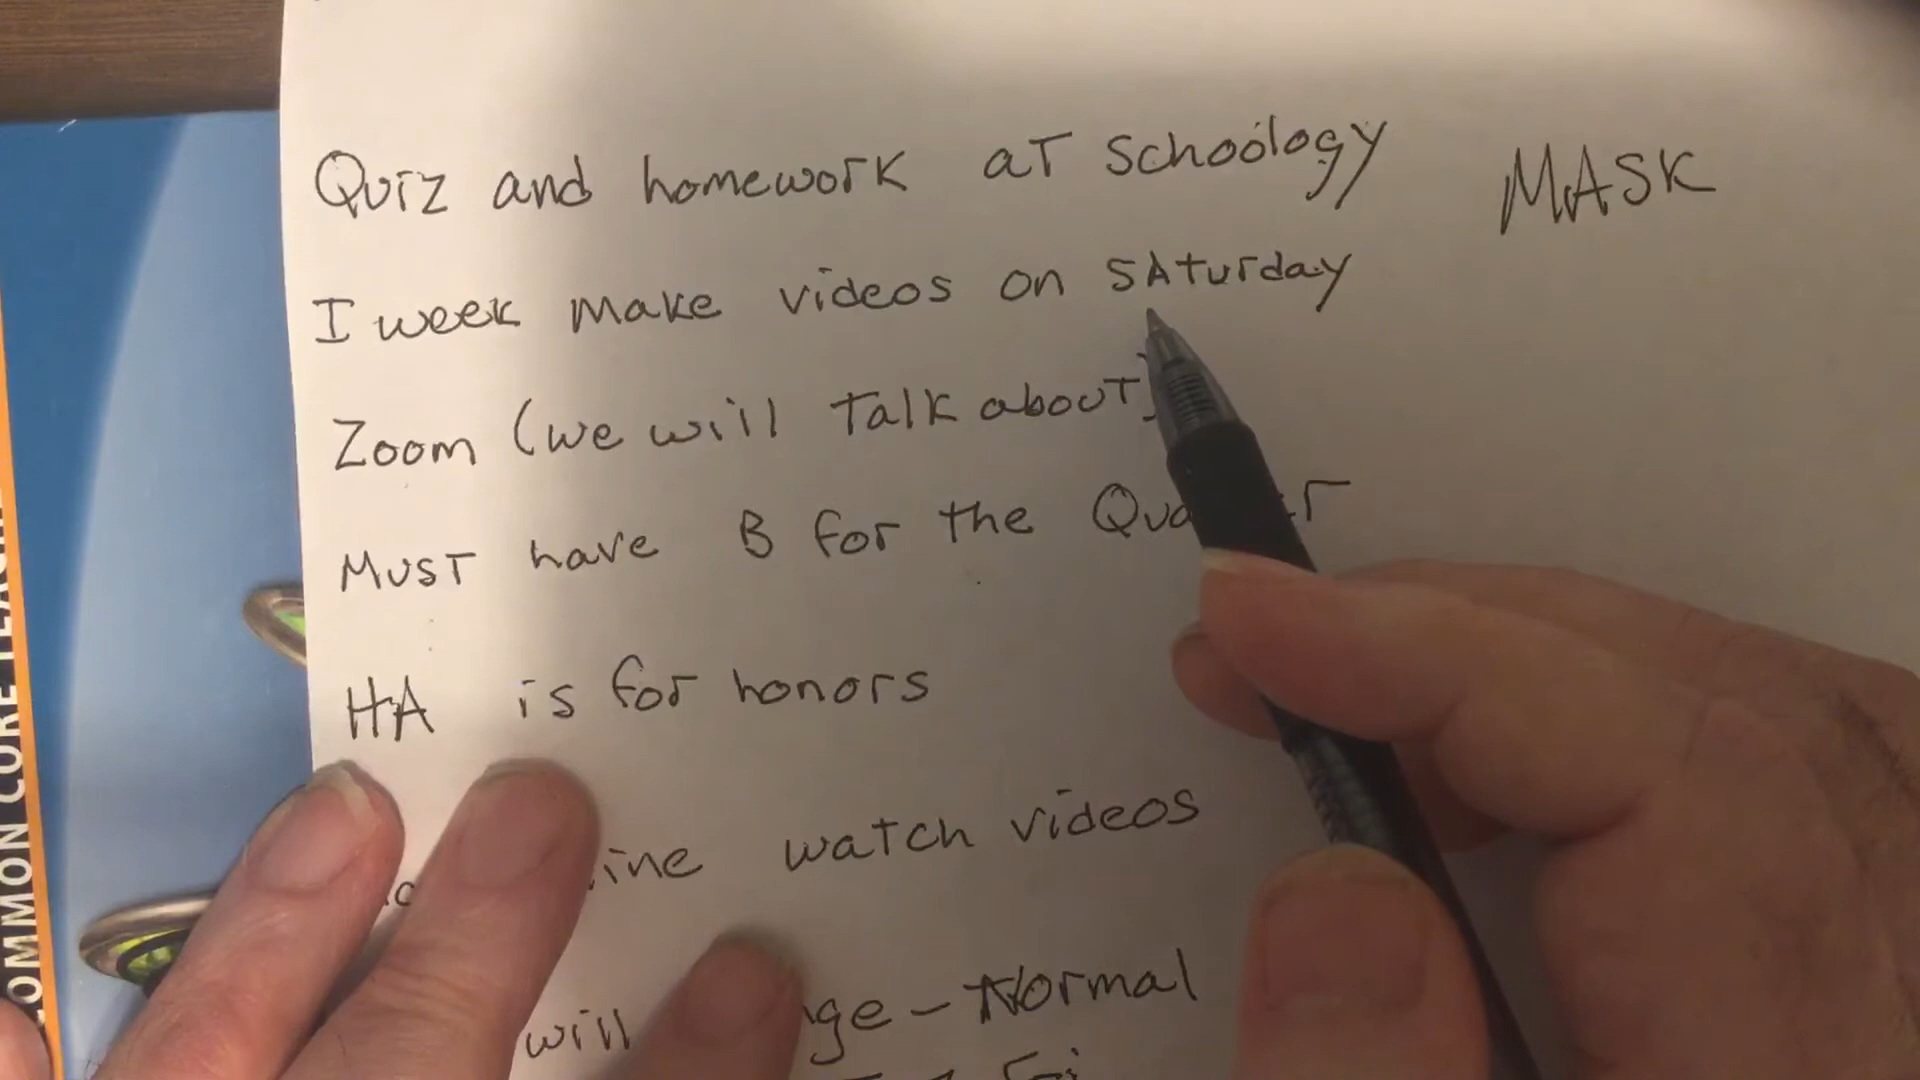 Quiz and homework at Schoology
MASK
I week make videos on Saturday
Zoom (we will Talk about)
Must have B for the
HA is for honors
watch videos
will
Normal
COMMON CORE